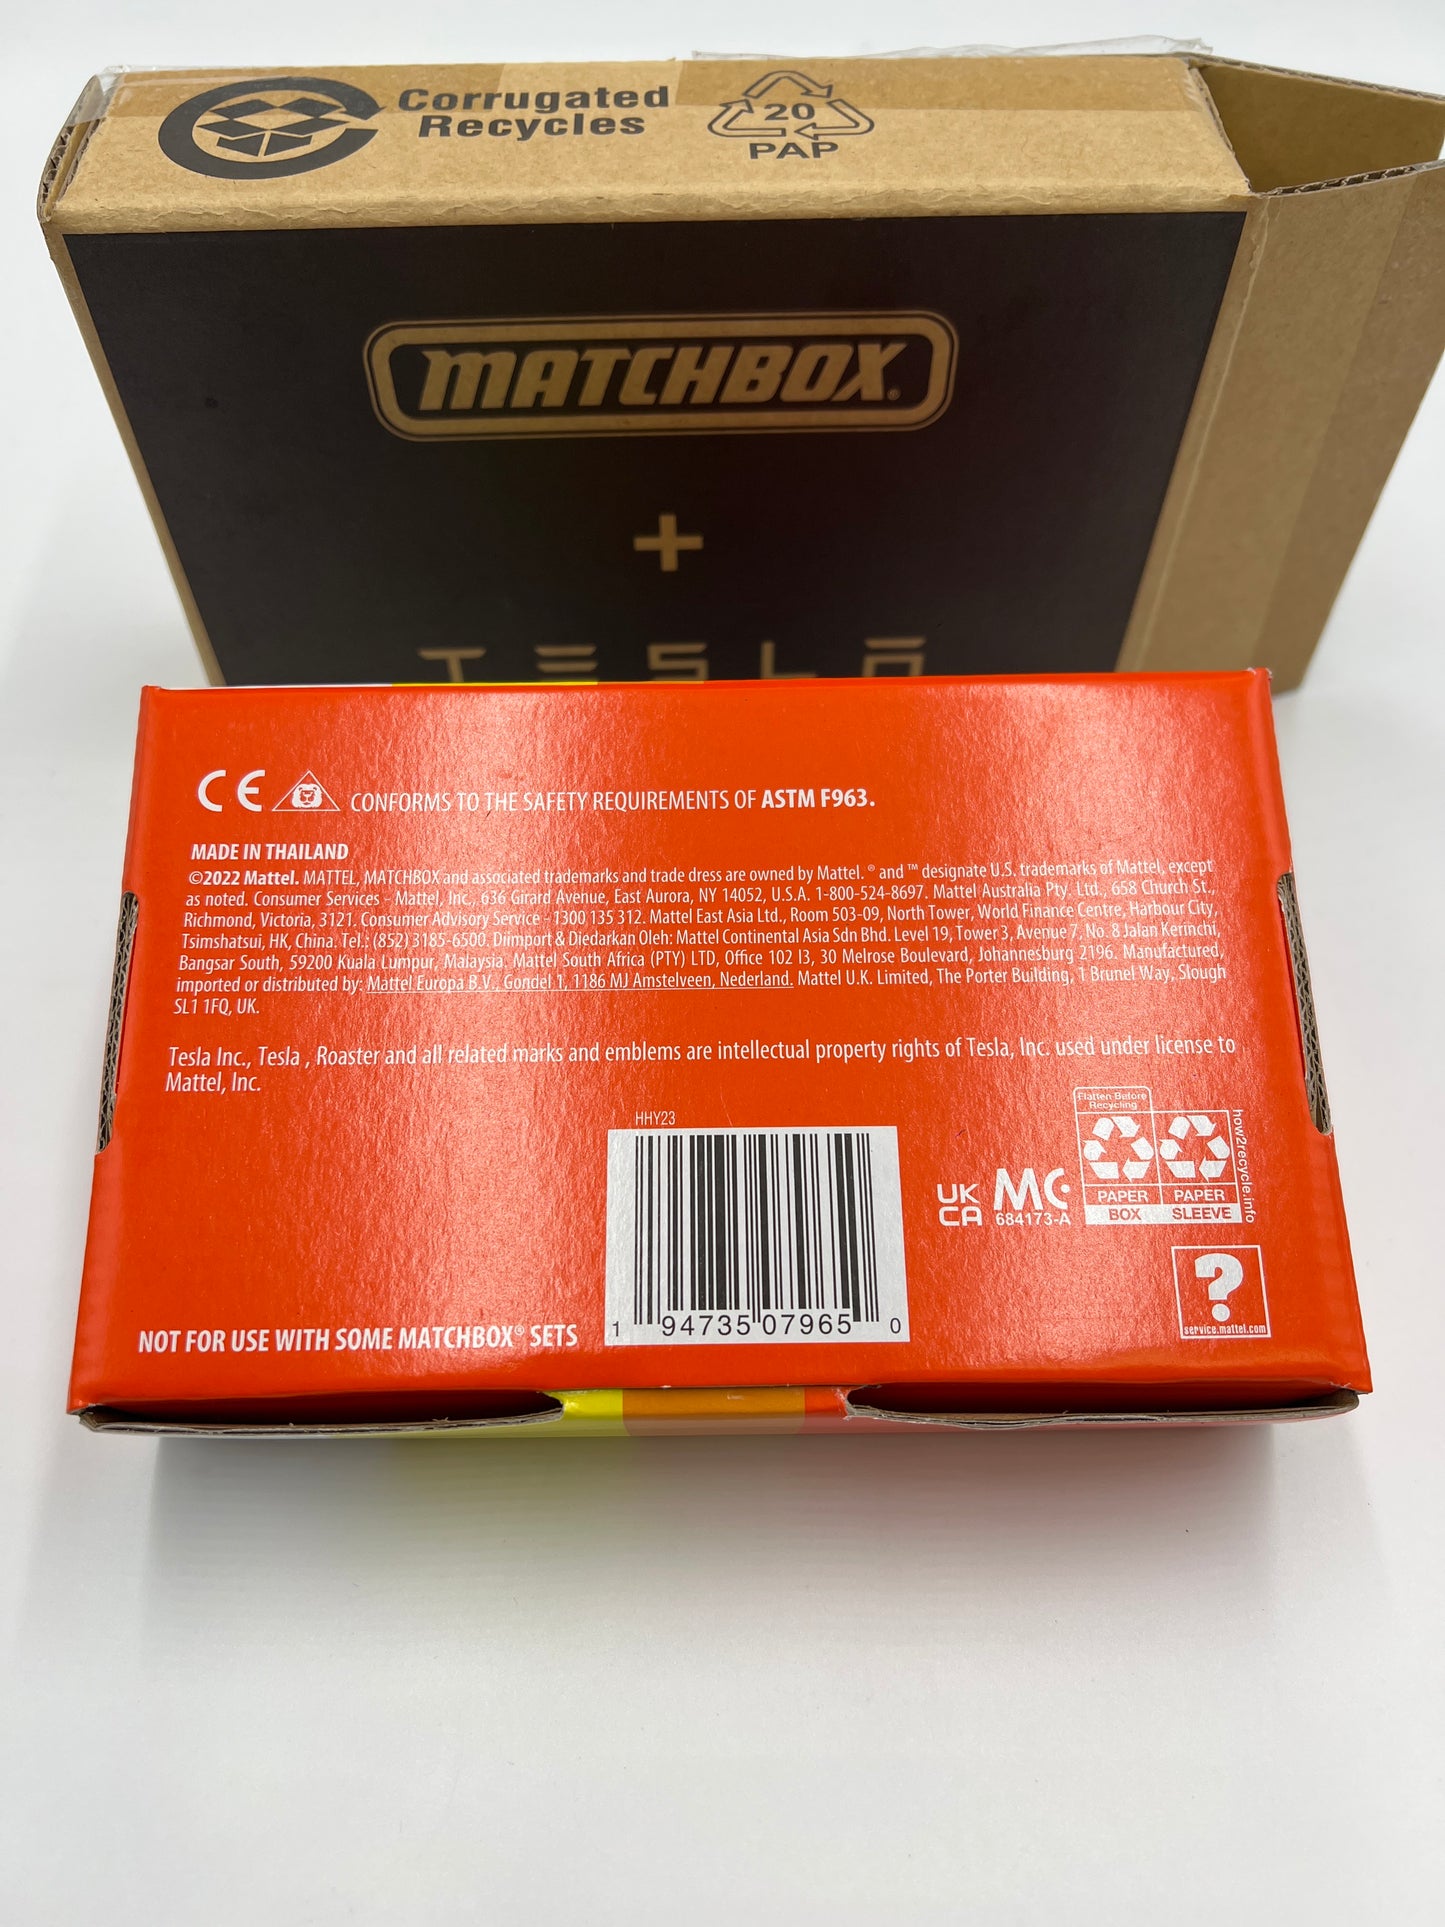 Corrugated
Recycles
20
PAP
MATCHBOX®
+
TESLA
CE
CONFORMS TO THE SAFETY REQUIREMENTS OF ASTM F963.
MADE IN THAILAND
©2022 Mattel. MATTEL, MATCHBOX and associated trademarks and trade dress are owned by Mattel. ® and ™ designate U.S. trademarks of Mattel, except
as noted. Consumer Services - Mattel, Inc., 636 Girard Avenue, East Aurora, NY 14052, U.S.A. 1-800-524-8697. Mattel Australia Pty. Ltd., 658 Church St.,
Richmond, Victoria, 3121. Consumer Advisory Service - 1300 135 312. Mattel East Asia Ltd., Room 503-09, North Tower, World Finance Centre, Harbour City,
Tsimshatsui, HK, China. Tel.: (852) 3185-6500. Diimport & Diedarkan Oleh: Mattel Continental Asia Sdn Bhd. Level 19, Tower 3, Avenue 7, No. 8 Jalan Kerinchi,
Bangsar South, 59200 Kuala Lumpur, Malaysia. Mattel South Africa (PTY) LTD, Office 102 I3, 30 Melrose Boulevard, Johannesburg 2196. Manufactured,
imported or distributed by: Mattel Europa B.V., Gondel 1, 1186 MJ Amstelveen, Nederland. Mattel U.K. Limited, The Porter Building, 1 Brunel Way, Slough
SL1 1FQ, UK.
Tesla Inc., Tesla , Roaster and all related marks and emblems are intellectual property rights of Tesla, Inc. used under license to
Mattel, Inc.
HHY23
1 94735 07965 0
UK
CA
MC
684173-A
Flatten Before
Recycling
PAPER PAPER
BOX SLEEVE
how2recycle.info
?
service.mattel.com
NOT FOR USE WITH SOME MATCHBOX® SETS